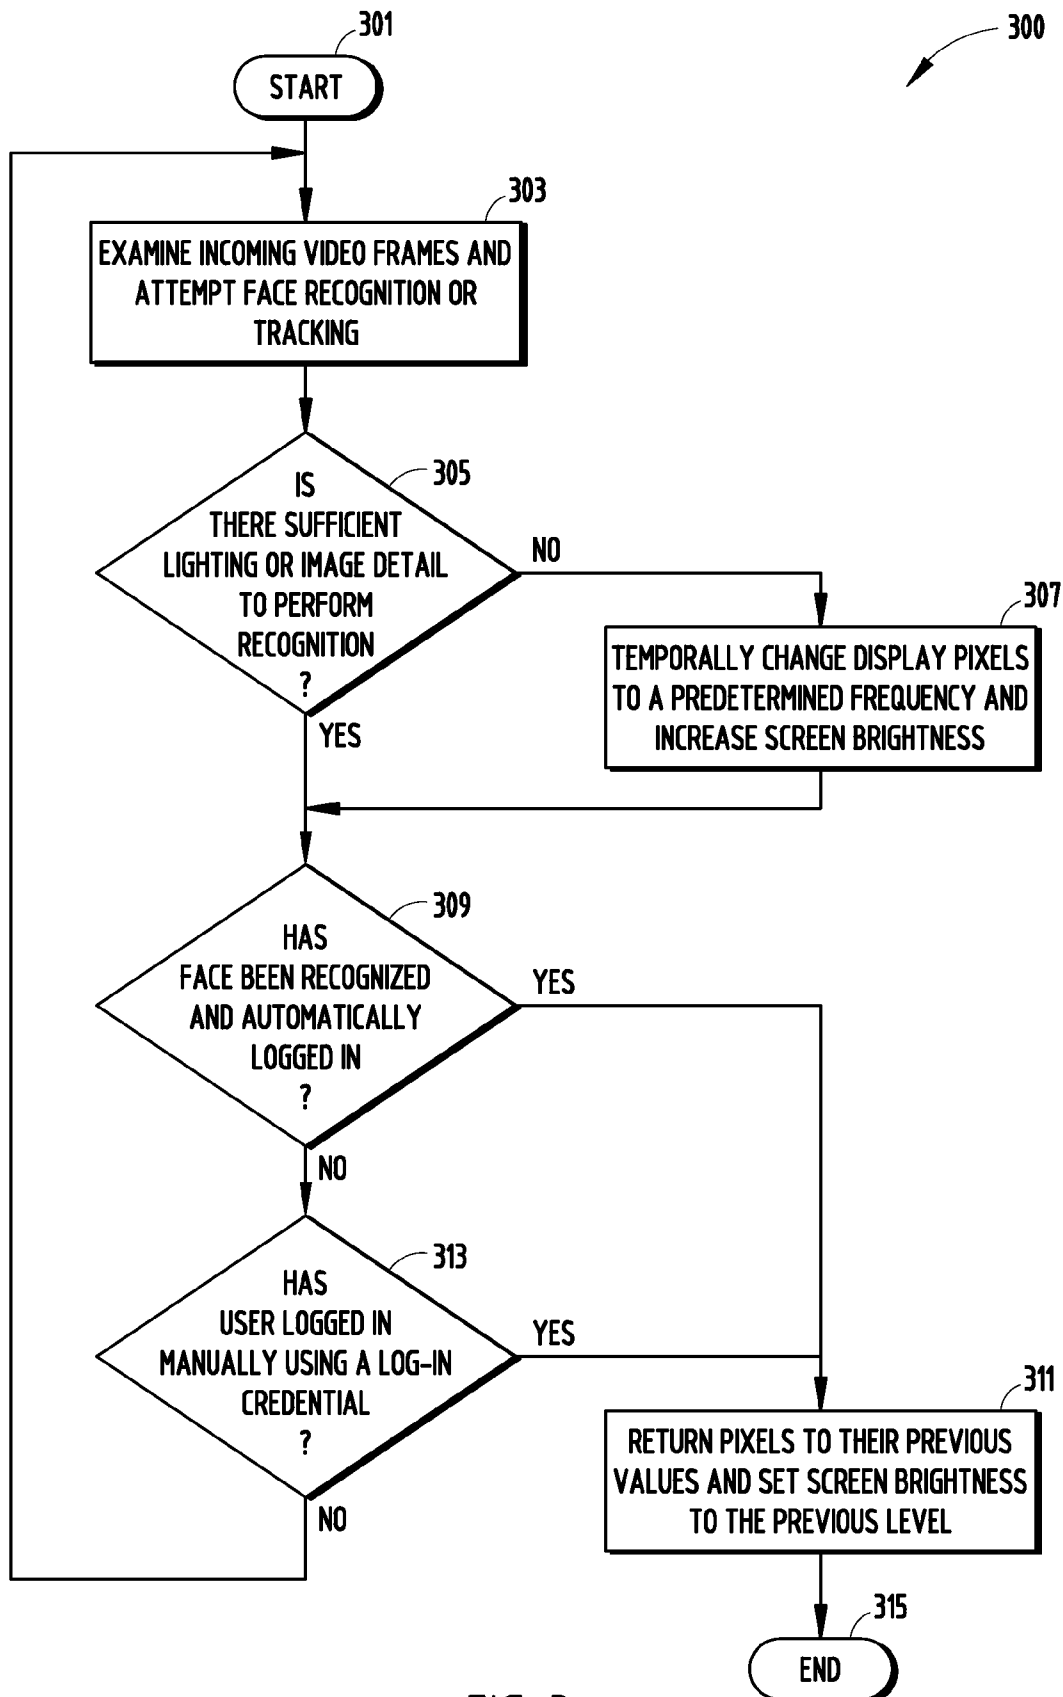 301
300
START
303
EXAMINE INCOMING VIDEO FRAMES AND
ATTEMPT FACE RECOGNITION OR
TRACKING
305
IS
THERE SUFFICIENT
LIGHTING OR IMAGE DETAIL
TO PERFORM
RECOGNITION
?
NO
YES
307
TEMPORALLY CHANGE DISPLAY PIXELS
TO A PREDETERMINED FREQUENCY AND
INCREASE SCREEN BRIGHTNESS
309
HAS
FACE BEEN RECOGNIZED
AND AUTOMATICALLY
LOGGED IN
?
YES
NO
313
HAS
USER LOGGED IN
MANUALLY USING A LOG-IN
CREDENTIAL
?
YES
NO
311
RETURN PIXELS TO THEIR PREVIOUS
VALUES AND SET SCREEN BRIGHTNESS
TO THE PREVIOUS LEVEL
315
END